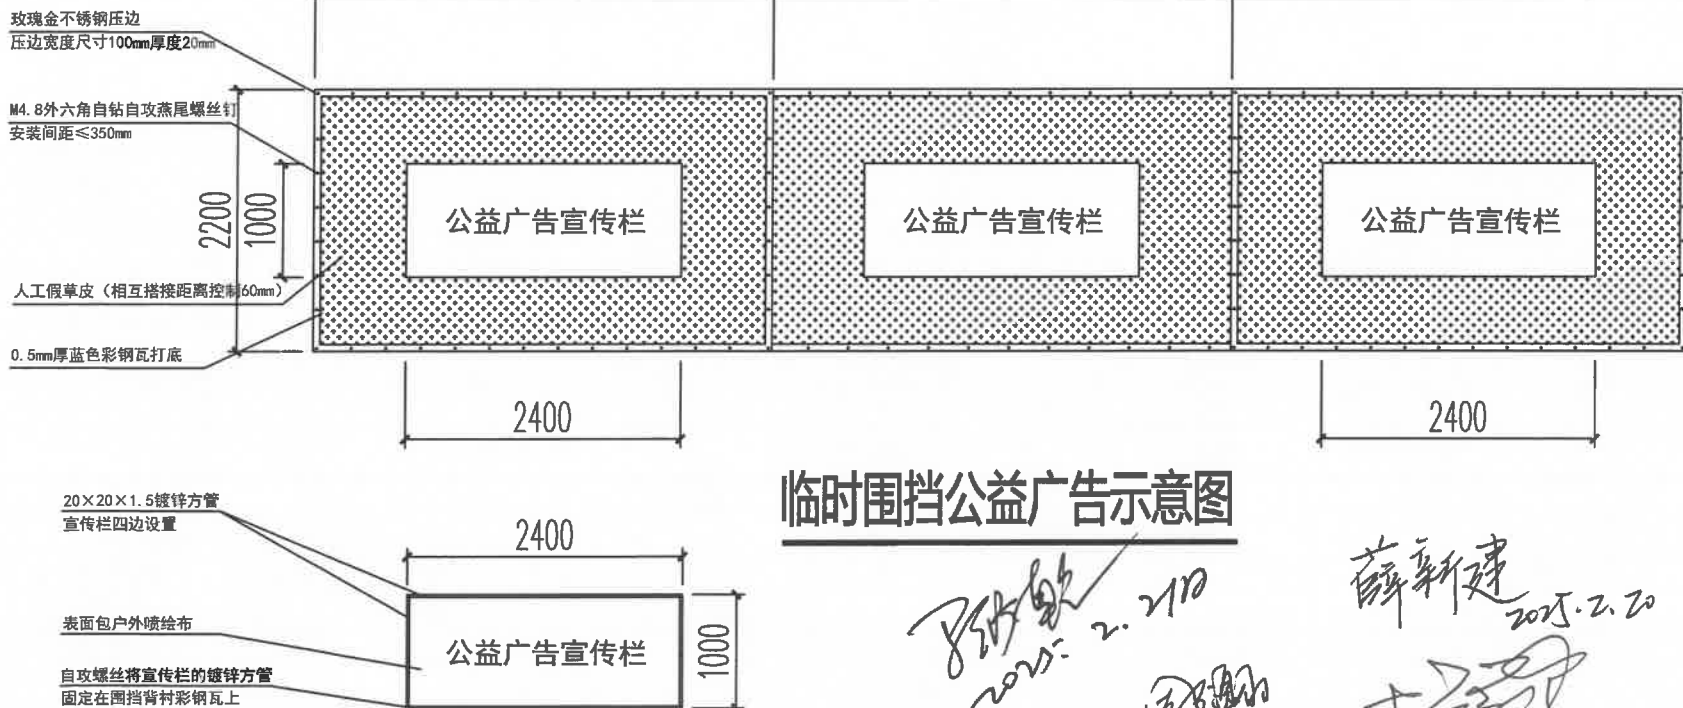 玫瑰金不锈钢压边
压边宽度尺寸100mm厚度20mm
M4.8外六角自钻自攻燕尾螺丝钉
安装间距≤350mm
2200
1000
公益广告宣传栏
公益广告宣传栏
公益广告宣传栏
人工假草皮（相互搭接距离控制60mm）
0.5mm厚蓝色彩钢瓦打底
2400
2400
临时围挡公益广告示意图
20×20×1.5镀锌方管
宣传栏四边设置
2400
表面包户外喷绘布
公益广告宣传栏
1000
自攻螺丝将宣传栏的镀锌方管
固定在围挡背衬彩钢瓦上
2025.2.21日
薛新建
2025.2.20